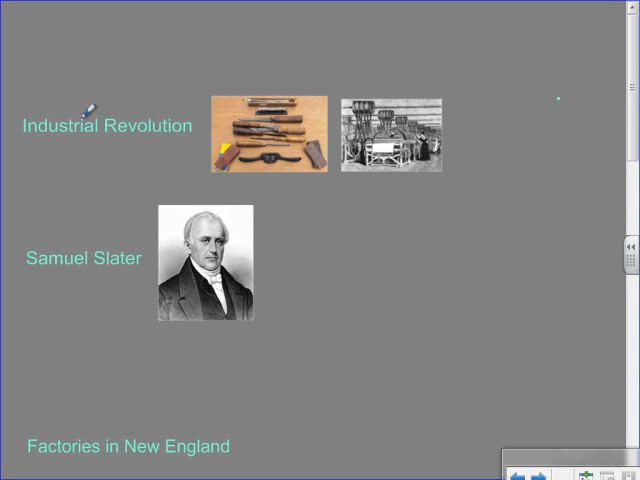 Industrial Revolution
Samuel Slater
Factories in New England